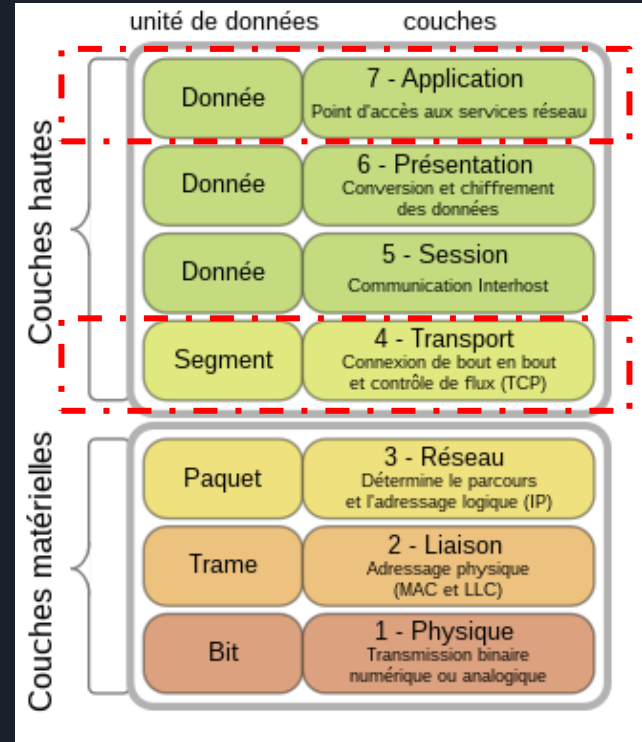 unité de données couches
Couches hautes
Donnée
7 - Application
Point d'accès aux services réseau
Donnée
6 - Présentation
Conversion et chiffrement
des données
Donnée
5 - Session
Communication Interhost
Segment
4 - Transport
Connexion de bout en bout
et contrôle de flux (TCP)
Couches matérielles
Paquet
3 - Réseau
Détermine le parcours
et l'adressage logique (IP)
Trame
2 - Liaison
Adressage physique
(MAC et LLC)
Bit
1 - Physique
Transmission binaire
numérique ou analogique